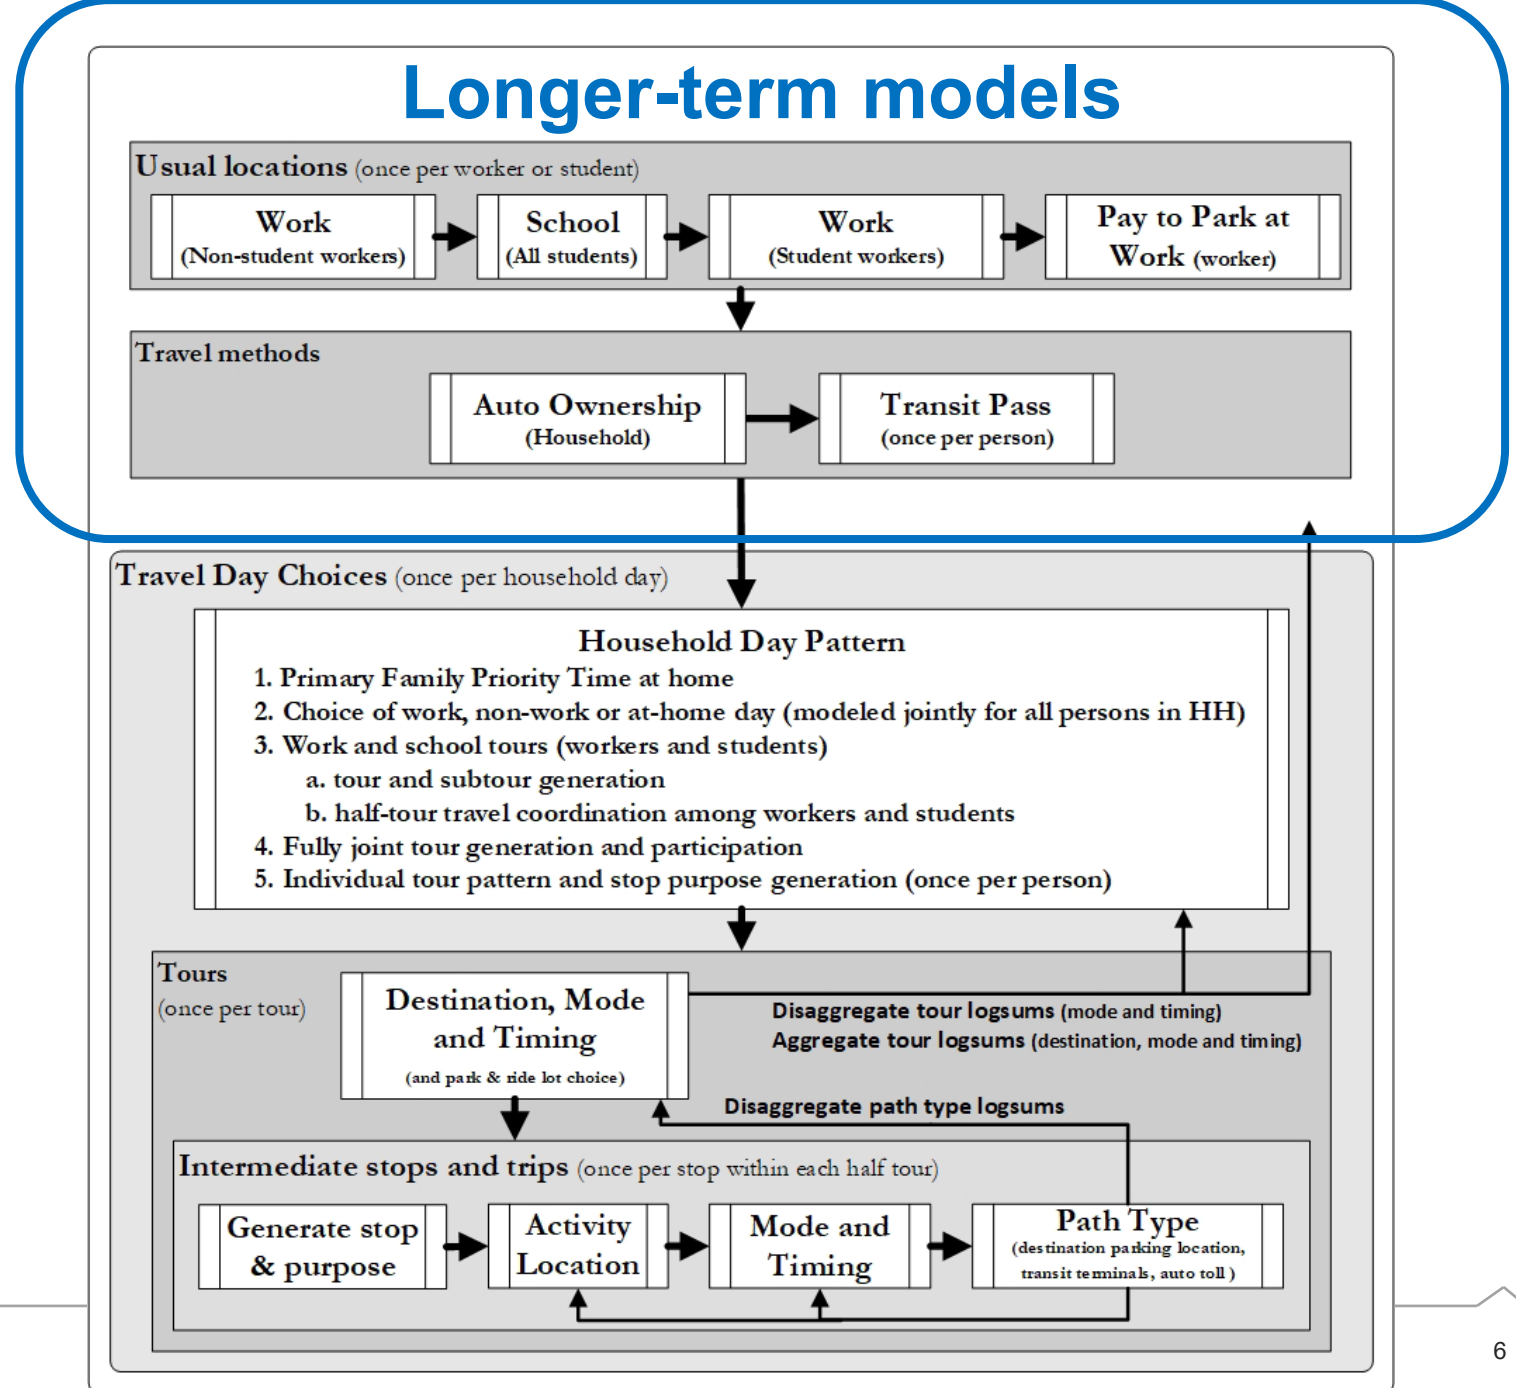 Longer-term models
Usual locations (once per worker or student)
Work
(Non-student workers)
School
(All students)
Work
(Student workers)
Pay to Park at
Work (worker)
Travel methods
Auto Ownership
(Household)
Transit Pass
(once per person)
Travel Day Choices (once per household day)
Household Day Pattern
1. Primary Family Priority Time at home
2. Choice of work, non-work or at-home day (modeled jointly for all persons in HH)
3. Work and school tours (workers and students)
a. tour and subtour generation
b. half-tour travel coordination among workers and students
4. Fully joint tour generation and participation
5. Individual tour pattern and stop purpose generation (once per person)
Tours
(once per tour)
Destination, Mode
and Timing
(and park & ride lot choice)
Disaggregate tour logsums (mode and timing)
Aggregate tour logsums (destination, mode and timing)
Disaggregate path type logsums
Intermediate stops and trips (once per stop within each half tour)
Generate stop
& purpose
Activity
Location
Mode and
Timing
Path Type
(destination parking location,
transit terminals, auto toll )
6